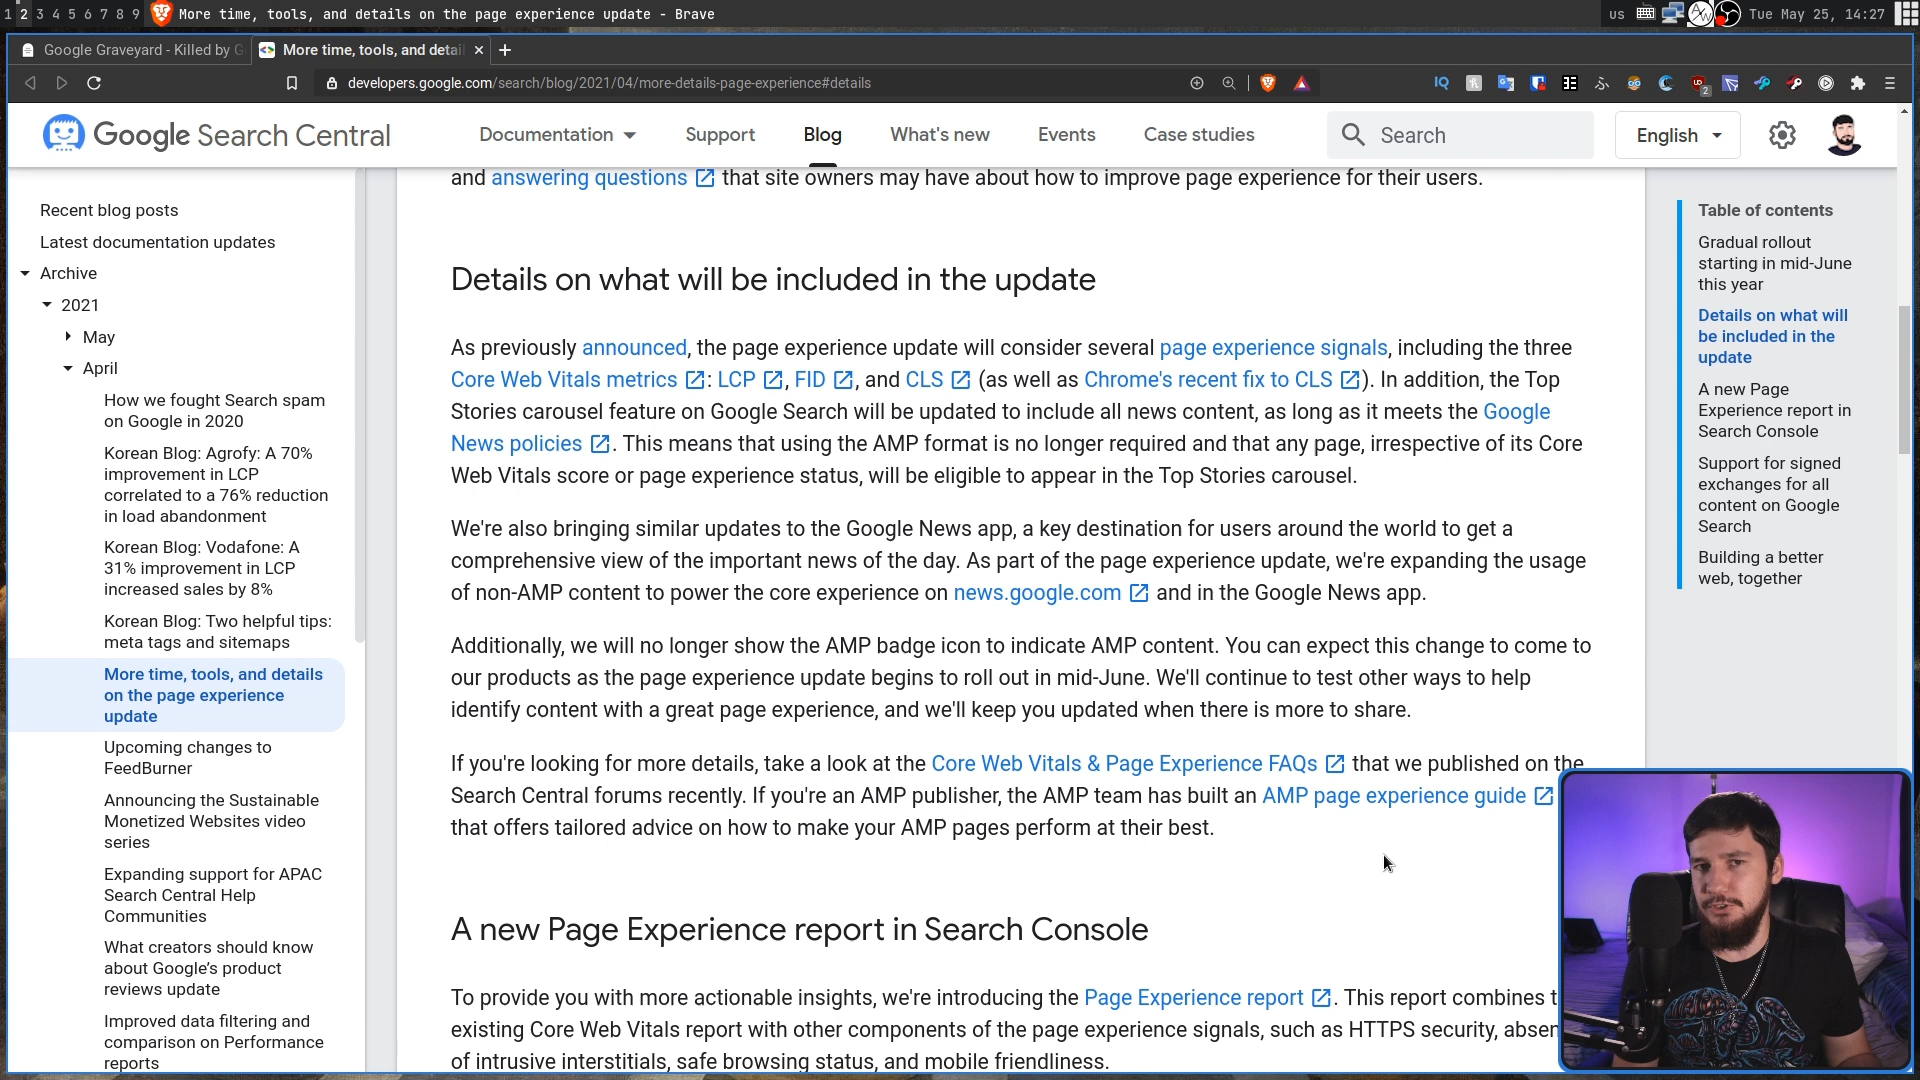 1 2 3 4 5 6 7 8 9 More time, tools, and details on the page experience update - Brave
us Tue May 25, 14:27
Google Graveyard - Killed by G
More time, tools, and detail
developers.google.com/search/blog/2021/04/more-details-page-experience#details
IQ
2
Google Search Central
Documentation
Support
Blog
What's new
Events
Case studies
Search
English
Recent blog posts
Latest documentation updates
Archive
2021
May
April
How we fought Search spam
on Google in 2020
Korean Blog: Agrofy: A 70%
improvement in LCP
correlated to a 76% reduction
in load abandonment
Korean Blog: Vodafone: A
31% improvement in LCP
increased sales by 8%
Korean Blog: Two helpful tips:
meta tags and sitemaps
More time, tools, and details
on the page experience
update
Upcoming changes to
FeedBurner
Announcing the Sustainable
Monetized Websites video
series
Expanding support for APAC
Search Central Help
Communities
What creators should know
about Google's product
reviews update
Improved data filtering and
comparison on Performance
reports
and answering questions that site owners may have about how to improve page experience for their users.
Details on what will be included in the update
As previously announced, the page experience update will consider several page experience signals, including the three
Core Web Vitals metrics : LCP , FID , and CLS (as well as Chrome's recent fix to CLS ). In addition, the Top
Stories carousel feature on Google Search will be updated to include all news content, as long as it meets the Google
News policies . This means that using the AMP format is no longer required and that any page, irrespective of its Core
Web Vitals score or page experience status, will be eligible to appear in the Top Stories carousel.
We're also bringing similar updates to the Google News app, a key destination for users around the world to get a
comprehensive view of the important news of the day. As part of the page experience update, we're expanding the usage
of non-AMP content to power the core experience on news.google.com and in the Google News app.
Additionally, we will no longer show the AMP badge icon to indicate AMP content. You can expect this change to come to
our products as the page experience update begins to roll out in mid-June. We'll continue to test other ways to help
identify content with a great page experience, and we'll keep you updated when there is more to share.
If you're looking for more details, take a look at the Core Web Vitals & Page Experience FAQs that we published on the
Search Central forums recently. If you're an AMP publisher, the AMP team has built an AMP page experience guide
that offers tailored advice on how to make your AMP pages perform at their best.
A new Page Experience report in Search Console
To provide you with more actionable insights, we're introducing the Page Experience report . This report combines t
existing Core Web Vitals report with other components of the page experience signals, such as HTTPS security, absen
of intrusive interstitials, safe browsing status, and mobile friendliness.
Table of contents
Gradual rollout
starting in mid-June
this year
Details on what will
be included in the
update
A new Page
Experience report in
Search Console
Support for signed
exchanges for all
content on Google
Search
Building a better
web, together